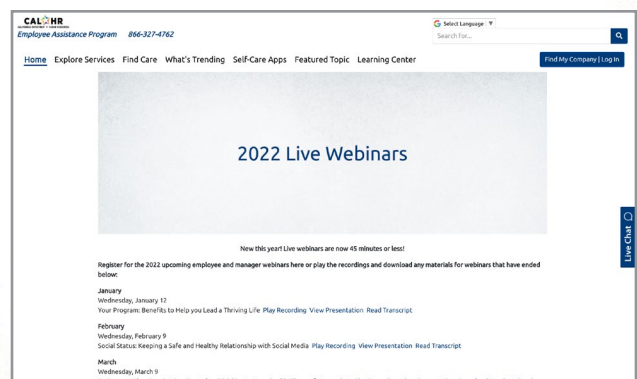 CALHR
Employee Assistance Program 866-327-4762
Select Language ▼
Search for...
Home Explore Services Find Care What's Trending Self-Care Apps Featured Topic Learning Center
Find My Company | Log In
2022 Live Webinars
Live Chat
New this year! Live webinars are now 45 minutes or less!
Register for the 2022 upcoming employee and manager webinars here or play the recordings and download any materials for webinars that have ended
below:
January
Wednesday, January 12
Your Program: Benefits to Help you Lead a Thriving Life Play Recording View Presentation Read Transcript
February
Wednesday, February 9
Social Status: Keeping a Safe and Healthy Relationship with Social Media Play Recording View Presentation Read Transcript
March
Wednesday, March 9